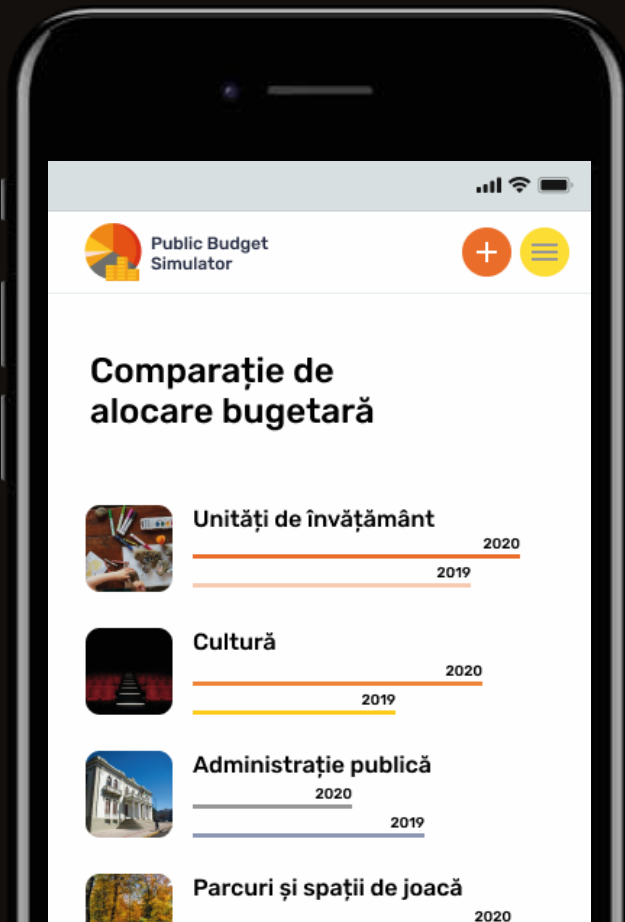 Public Budget
Simulator
Comparație de
alocare bugetară
Unități de învățământ
2020
2019
Cultură
2020
2019
Administrație publică
2020
2019
Parcuri și spații de joacă
2020